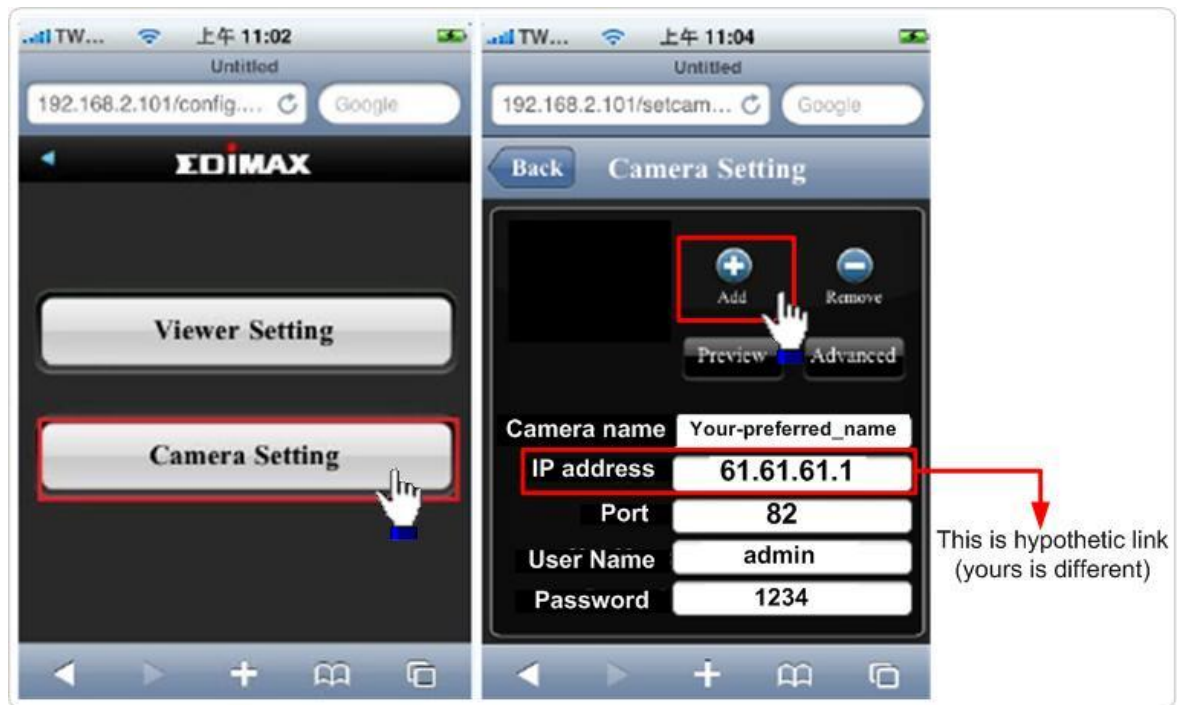 TW... 上午 11:02
Untitled
192.168.2.101/config.... Google
EDIMAX
Viewer Setting
Camera Setting
TW... 上午 11:04
Untitled
192.168.2.101/setcam... Google
Back Camera Setting
Add Remove
Preview Advanced
Camera name Your-preferred_name
IP address 61.61.61.1
Port 82
User Name admin
Password 1234
This is hypothetic link
(yours is different)